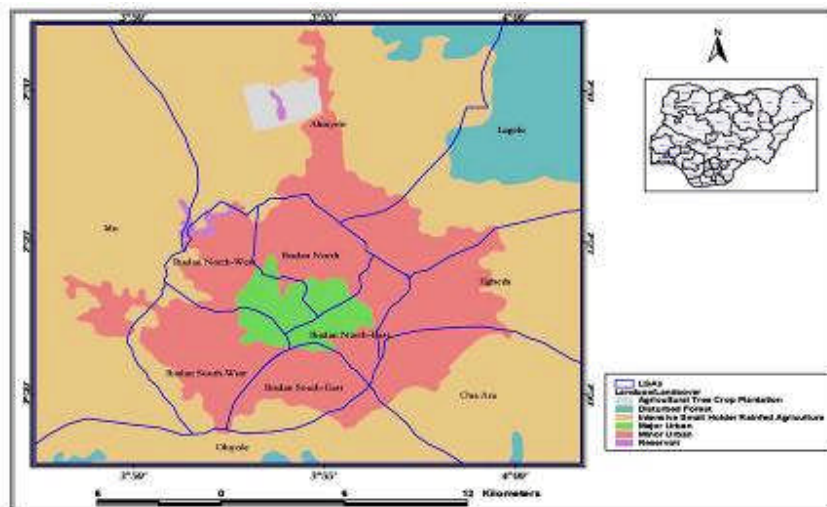 3°50'
3°55'
4°00'
N
Akinyele
Lagelu
Ido
Ibadan North
Ibadan North-West
Egbeda
Ibadan North-East
Ibadan South-West
Ibadan South-East
Ona Ara
Oluyole
3°50'
3°55'
4°00'
6 0 6 12 Kilometers
LGAs
Landuse/Landcover
Agricultural Tree Crop Plantation
Disturbed Forest
Intensive Small Holder Rainfed Agriculture
Major Urban
Minor Urban
Reservoir